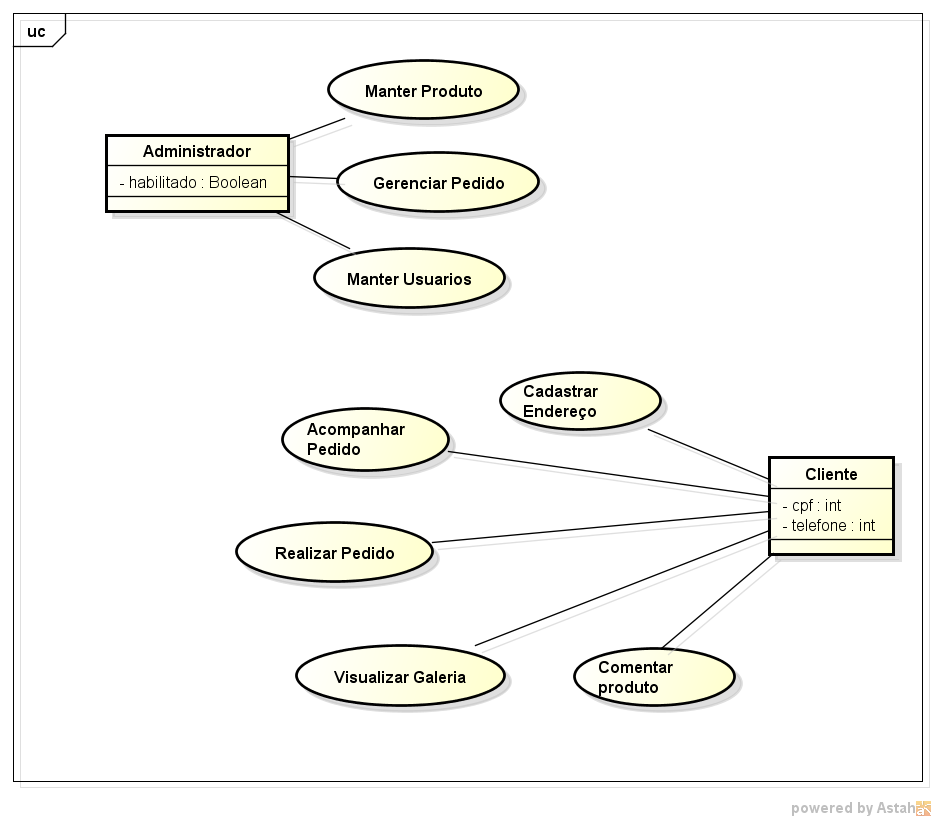 uc
Manter Produto
Administrador
- habilitado : Boolean
Gerenciar Pedido
Manter Usuarios
Cadastrar
Endereço
Acompanhar
Pedido
Cliente
- cpf : int
- telefone : int
Realizar Pedido
Visualizar Galeria
Comentar
produto
powered by Astah